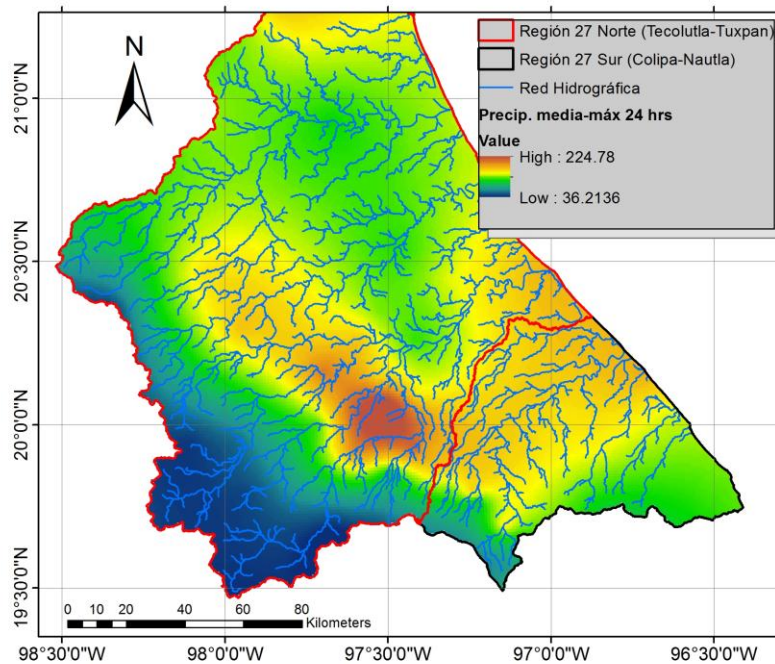 Región 27 Norte (Tecolutla-Tuxpan)
Región 27 Sur (Colipa-Nautla)
Red Hidrográfica
Precip. media-máx 24 hrs
Value
High : 224.78
Low : 36.2136
N
21°0'0"N
20°30'0"N
20°0'0"N
19°30'0"N
0 10 20 40 60 80
Kilometers
98°30'0"W 98°0'0"W 97°30'0"W 97°0'0"W 96°30'0"W